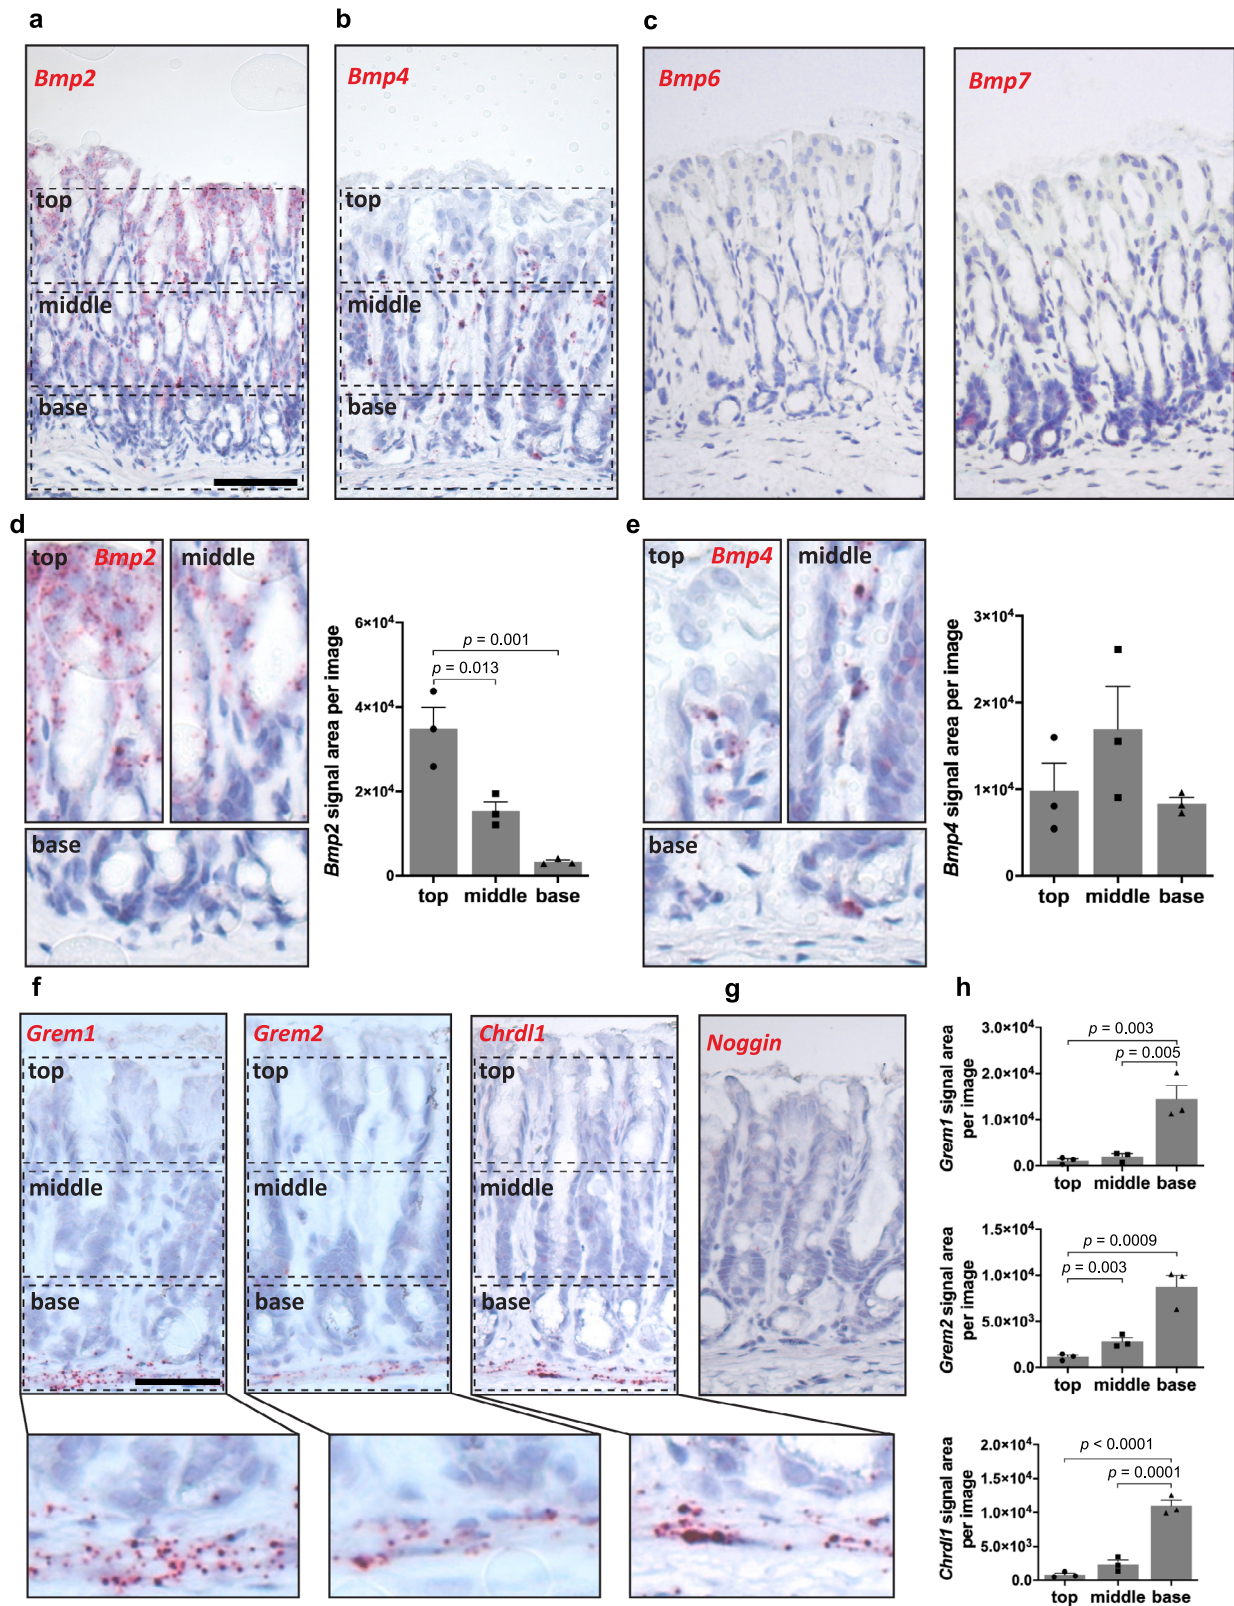 a
b
c
Bmp2
Bmp4
Bmp6
Bmp7
top
top
middle
middle
base
base
d
e
top
Bmp2
middle
base
Bmp2 signal area per image
6×10⁴
4×10⁴
2×10⁴
0
p = 0.001
p = 0.013
top
middle
base
top
Bmp4
middle
base
Bmp4 signal area per image
3×10⁴
2×10⁴
1×10⁴
0
top
middle
base
f
g
h
Grem1
top
middle
base
Grem2
top
middle
base
Chrdl1
top
middle
base
Noggin
Grem1 signal area
per image
3.0×10⁴
2.0×10⁴
1.0×10⁴
0.0
p = 0.003
p = 0.005
top
middle
base
Grem2 signal area
per image
1.5×10⁴
1.0×10⁴
5.0×10³
0.0
p = 0.0009
p = 0.003
top
middle
base
Chrdl1 signal area
per image
2.0×10⁴
1.5×10⁴
1.0×10⁴
5.0×10³
0.0
p < 0.0001
p = 0.0001
top
middle
base